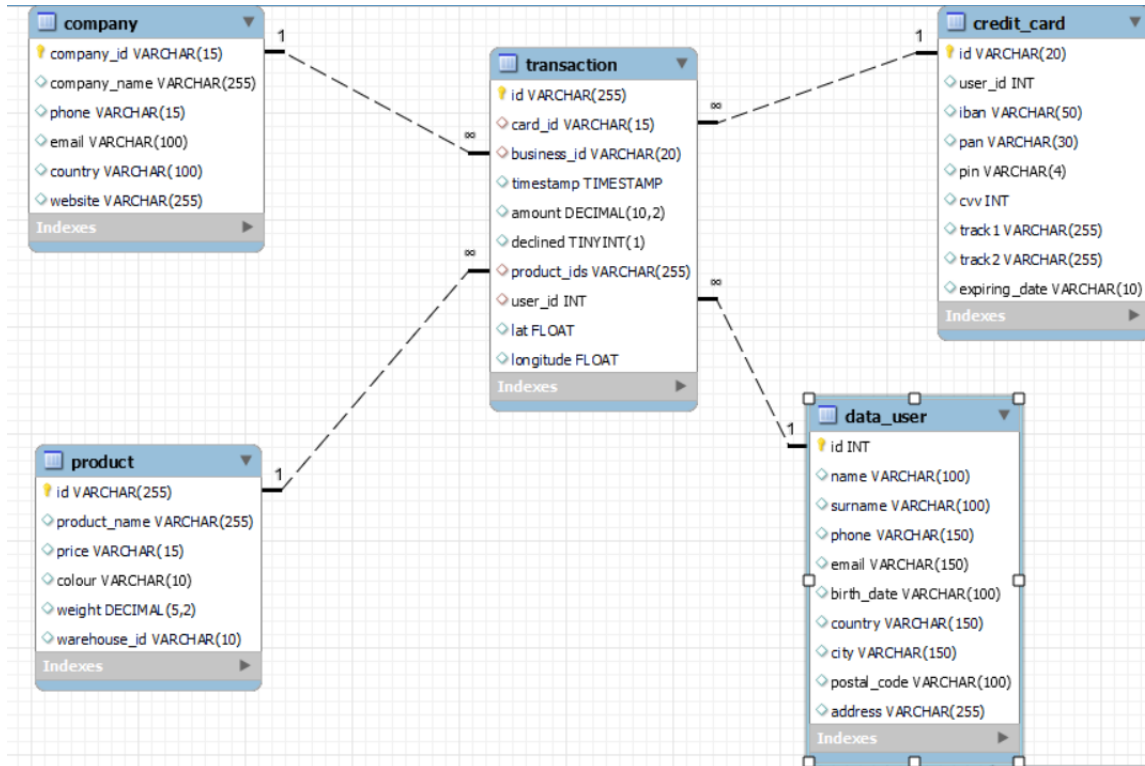 company
company_id VARCHAR(15)
company_name VARCHAR(255)
phone VARCHAR(15)
email VARCHAR(100)
country VARCHAR(100)
website VARCHAR(255)
Indexes
1
∞
transaction
id VARCHAR(255)
card_id VARCHAR(15)
business_id VARCHAR(20)
timestamp TIMESTAMP
amount DECIMAL(10,2)
declined TINYINT(1)
product_ids VARCHAR(255)
user_id INT
lat FLOAT
longitude FLOAT
Indexes
∞
1
credit_card
id VARCHAR(20)
user_id INT
iban VARCHAR(50)
pan VARCHAR(30)
pin VARCHAR(4)
cvv INT
track1 VARCHAR(255)
track2 VARCHAR(255)
expiring_date VARCHAR(10)
Indexes
∞
1
product
id VARCHAR(255)
product_name VARCHAR(255)
price VARCHAR(15)
colour VARCHAR(10)
weight DECIMAL(5,2)
warehouse_id VARCHAR(10)
Indexes
∞
1
data_user
id INT
name VARCHAR(100)
surname VARCHAR(100)
phone VARCHAR(150)
email VARCHAR(150)
birth_date VARCHAR(100)
country VARCHAR(150)
city VARCHAR(150)
postal_code VARCHAR(100)
address VARCHAR(255)
Indexes